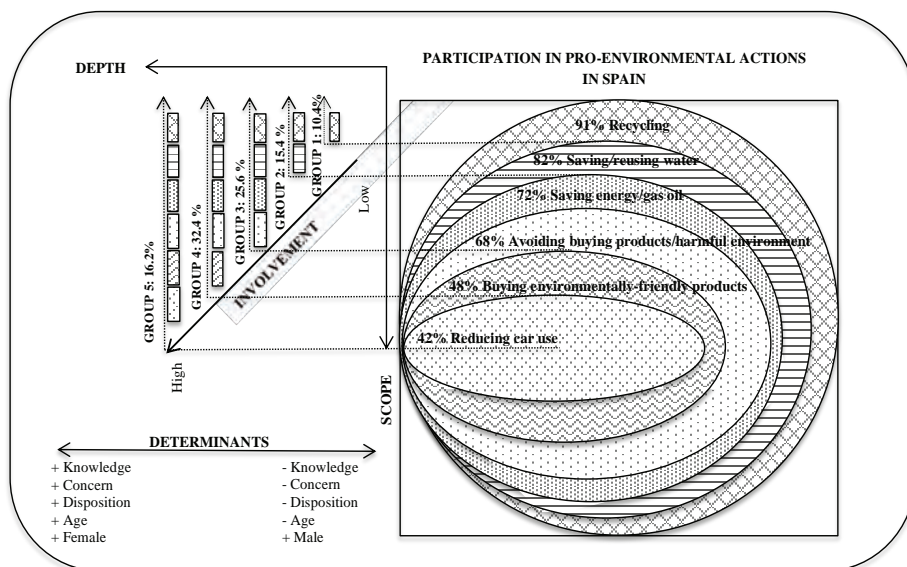 PARTICIPATION IN PRO-ENVIRONMENTAL ACTIONS
IN SPAIN
DEPTH
GROUP 5: 16.2%
GROUP 4: 32.4 %
GROUP 3: 25.6 %
GROUP 2: 15.4 %
GROUP 1: 10.4%
INVOLVEMENT
Low
High
SCOPE
91% Recycling
82% Saving/reusing water
72% Saving energy/gas oil
68% Avoiding buying products/harmful environment
48% Buying environmentally-friendly products
42% Reducing car use
DETERMINANTS
+ Knowledge
+ Concern
+ Disposition
+ Age
+ Female
- Knowledge
- Concern
- Disposition
- Age
+ Male